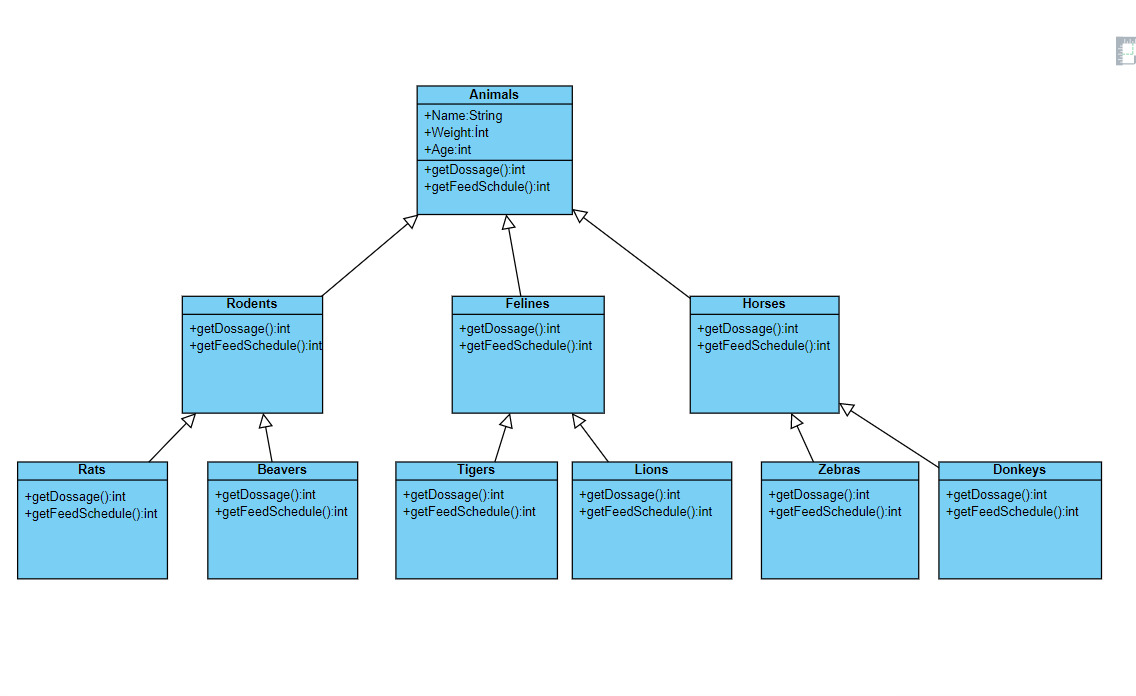 Animals
+Name:String
+Weight:İnt
+Age:int
+getDossage():int
+getFeedSchdule():int
Rodents
+getDossage():int
+getFeedSchedule():int
Felines
+getDossage():int
+getFeedSchedule():int
Horses
+getDossage():int
+getFeedSchedule():int
Rats
+getDossage():int
+getFeedSchedule():int
Beavers
+getDossage():int
+getFeedSchedule():int
Tigers
+getDossage():int
+getFeedSchedule():int
Lions
+getDossage():int
+getFeedSchedule():int
Zebras
+getDossage():int
+getFeedSchedule():int
Donkeys
+getDossage():int
+getFeedSchedule():int